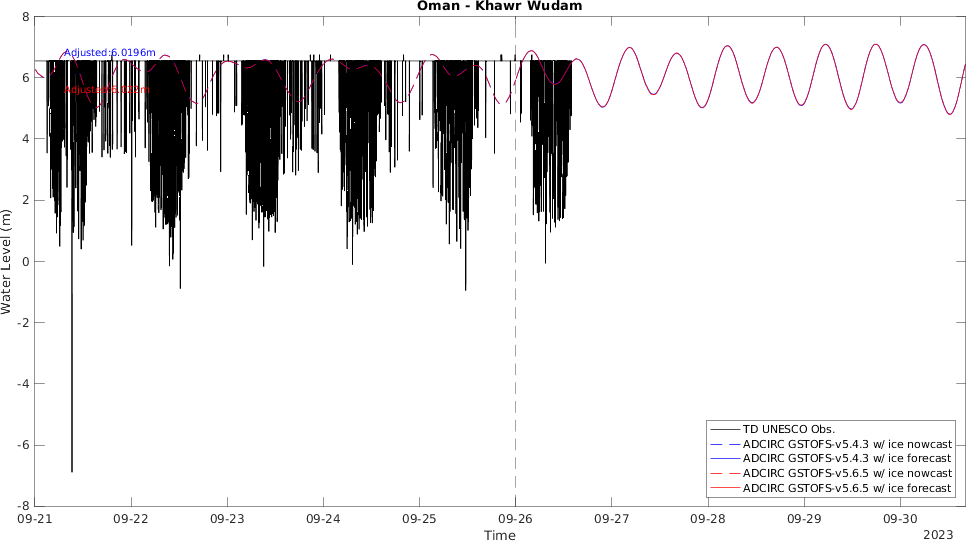 Oman - Khawr Wudam
8
6
4
2
0
-2
-4
-6
-8
Water Level (m)
Adjusted:6.0196m
Adjusted:6.022m
TD UNESCO Obs.
ADCIRC GSTOFS-v5.4.3 w/ ice nowcast
ADCIRC GSTOFS-v5.4.3 w/ ice forecast
ADCIRC GSTOFS-v5.6.5 w/ ice nowcast
ADCIRC GSTOFS-v5.6.5 w/ ice forecast
09-21 09-22 09-23 09-24 09-25 09-26 09-27 09-28 09-29 09-30
Time
2023